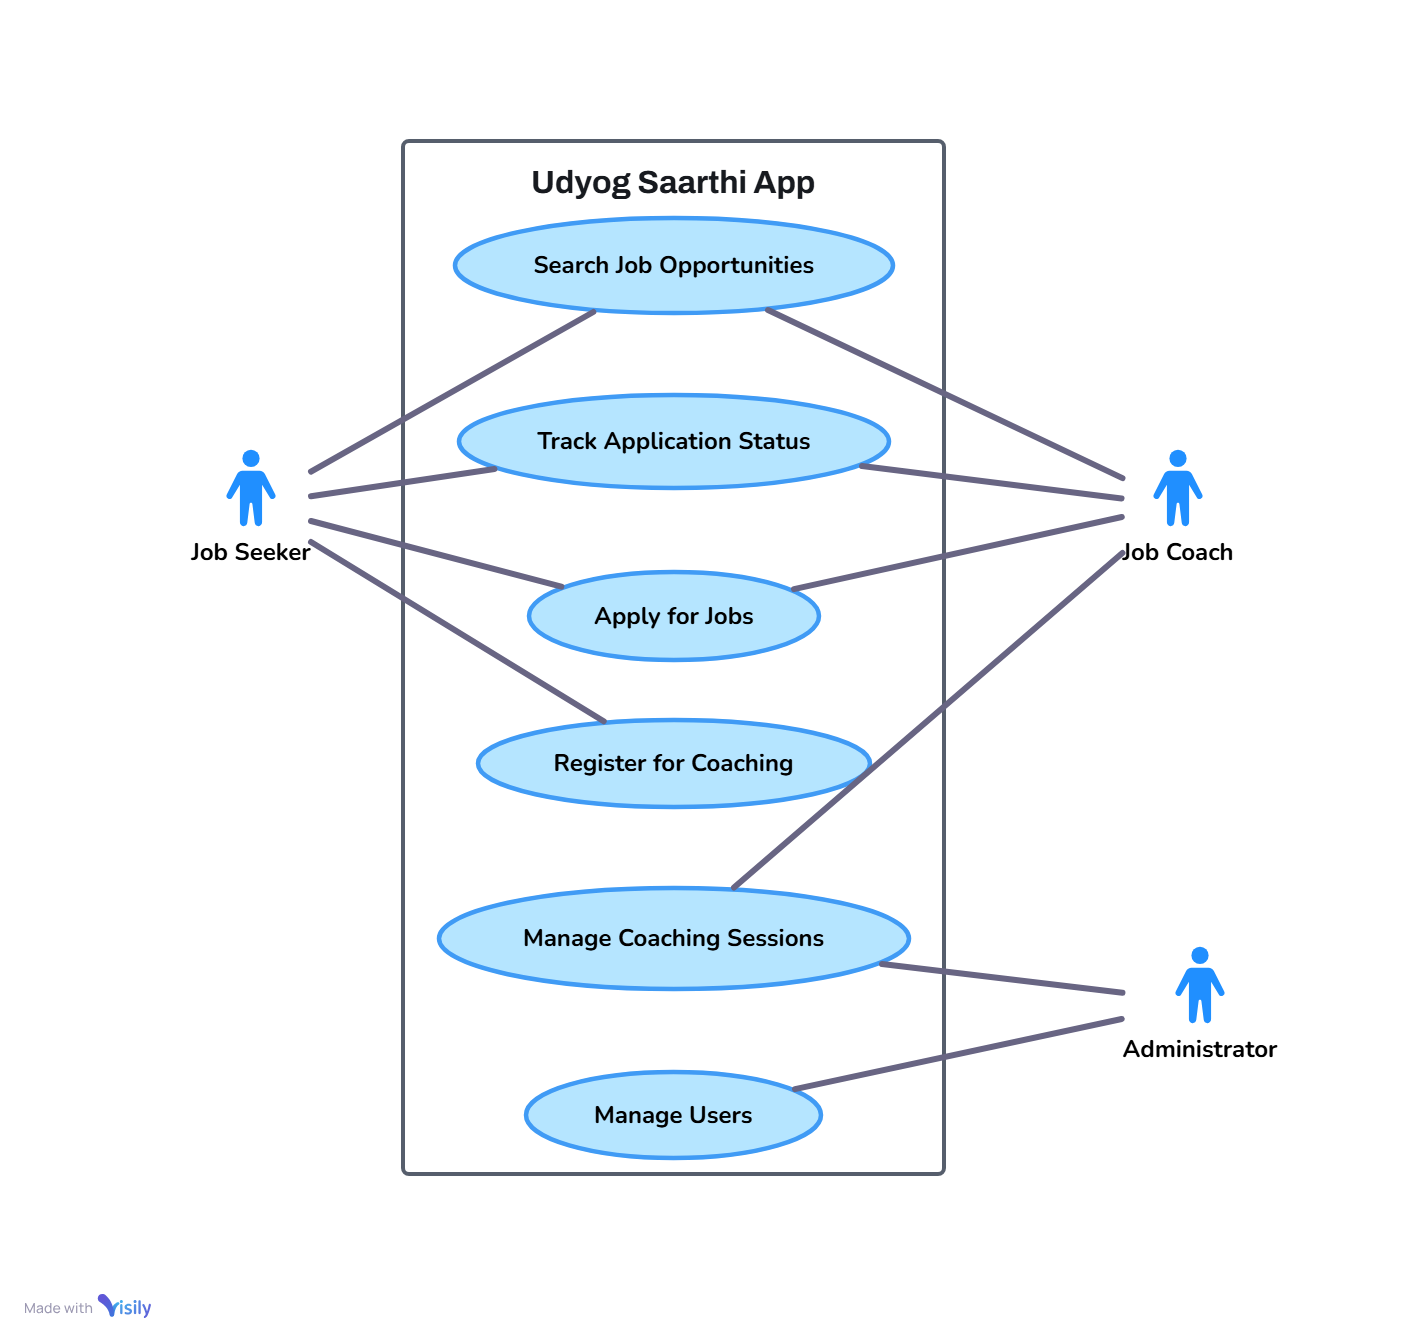 Udyog Saarthi App
Search Job Opportunities
Track Application Status
Job Seeker
Job Coach
Apply for Jobs
Register for Coaching
Manage Coaching Sessions
Administrator
Manage Users
Made with Visily